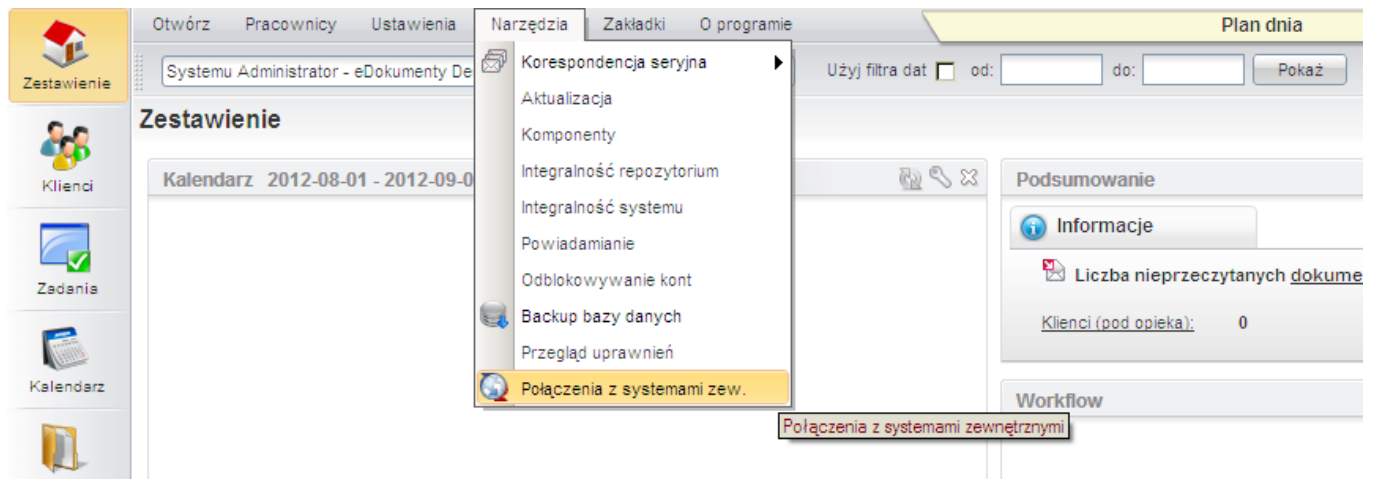 Otwórz Pracownicy Ustawienia Narzędzia Zakładki O programie Plan dnia
Zestawienie
Systemu Administrator - eDokumenty De
Użyj filtra dat od: do: Pokaż
Zestawienie
Klienci
Zadania
Kalendarz
Korespondencja seryjna
Aktualizacja
Komponenty
Integralność repozytorium
Integralność systemu
Powiadamianie
Odblokowywanie kont
Backup bazy danych
Przegląd uprawnień
Połączenia z systemami zew.
Połączenia z systemami zewnętrznymi
Kalendarz 2012-08-01 - 2012-09-0
Podsumowanie
Informacje
Liczba nieprzeczytanych dokume
Klienci (pod opieka): 0
Workflow